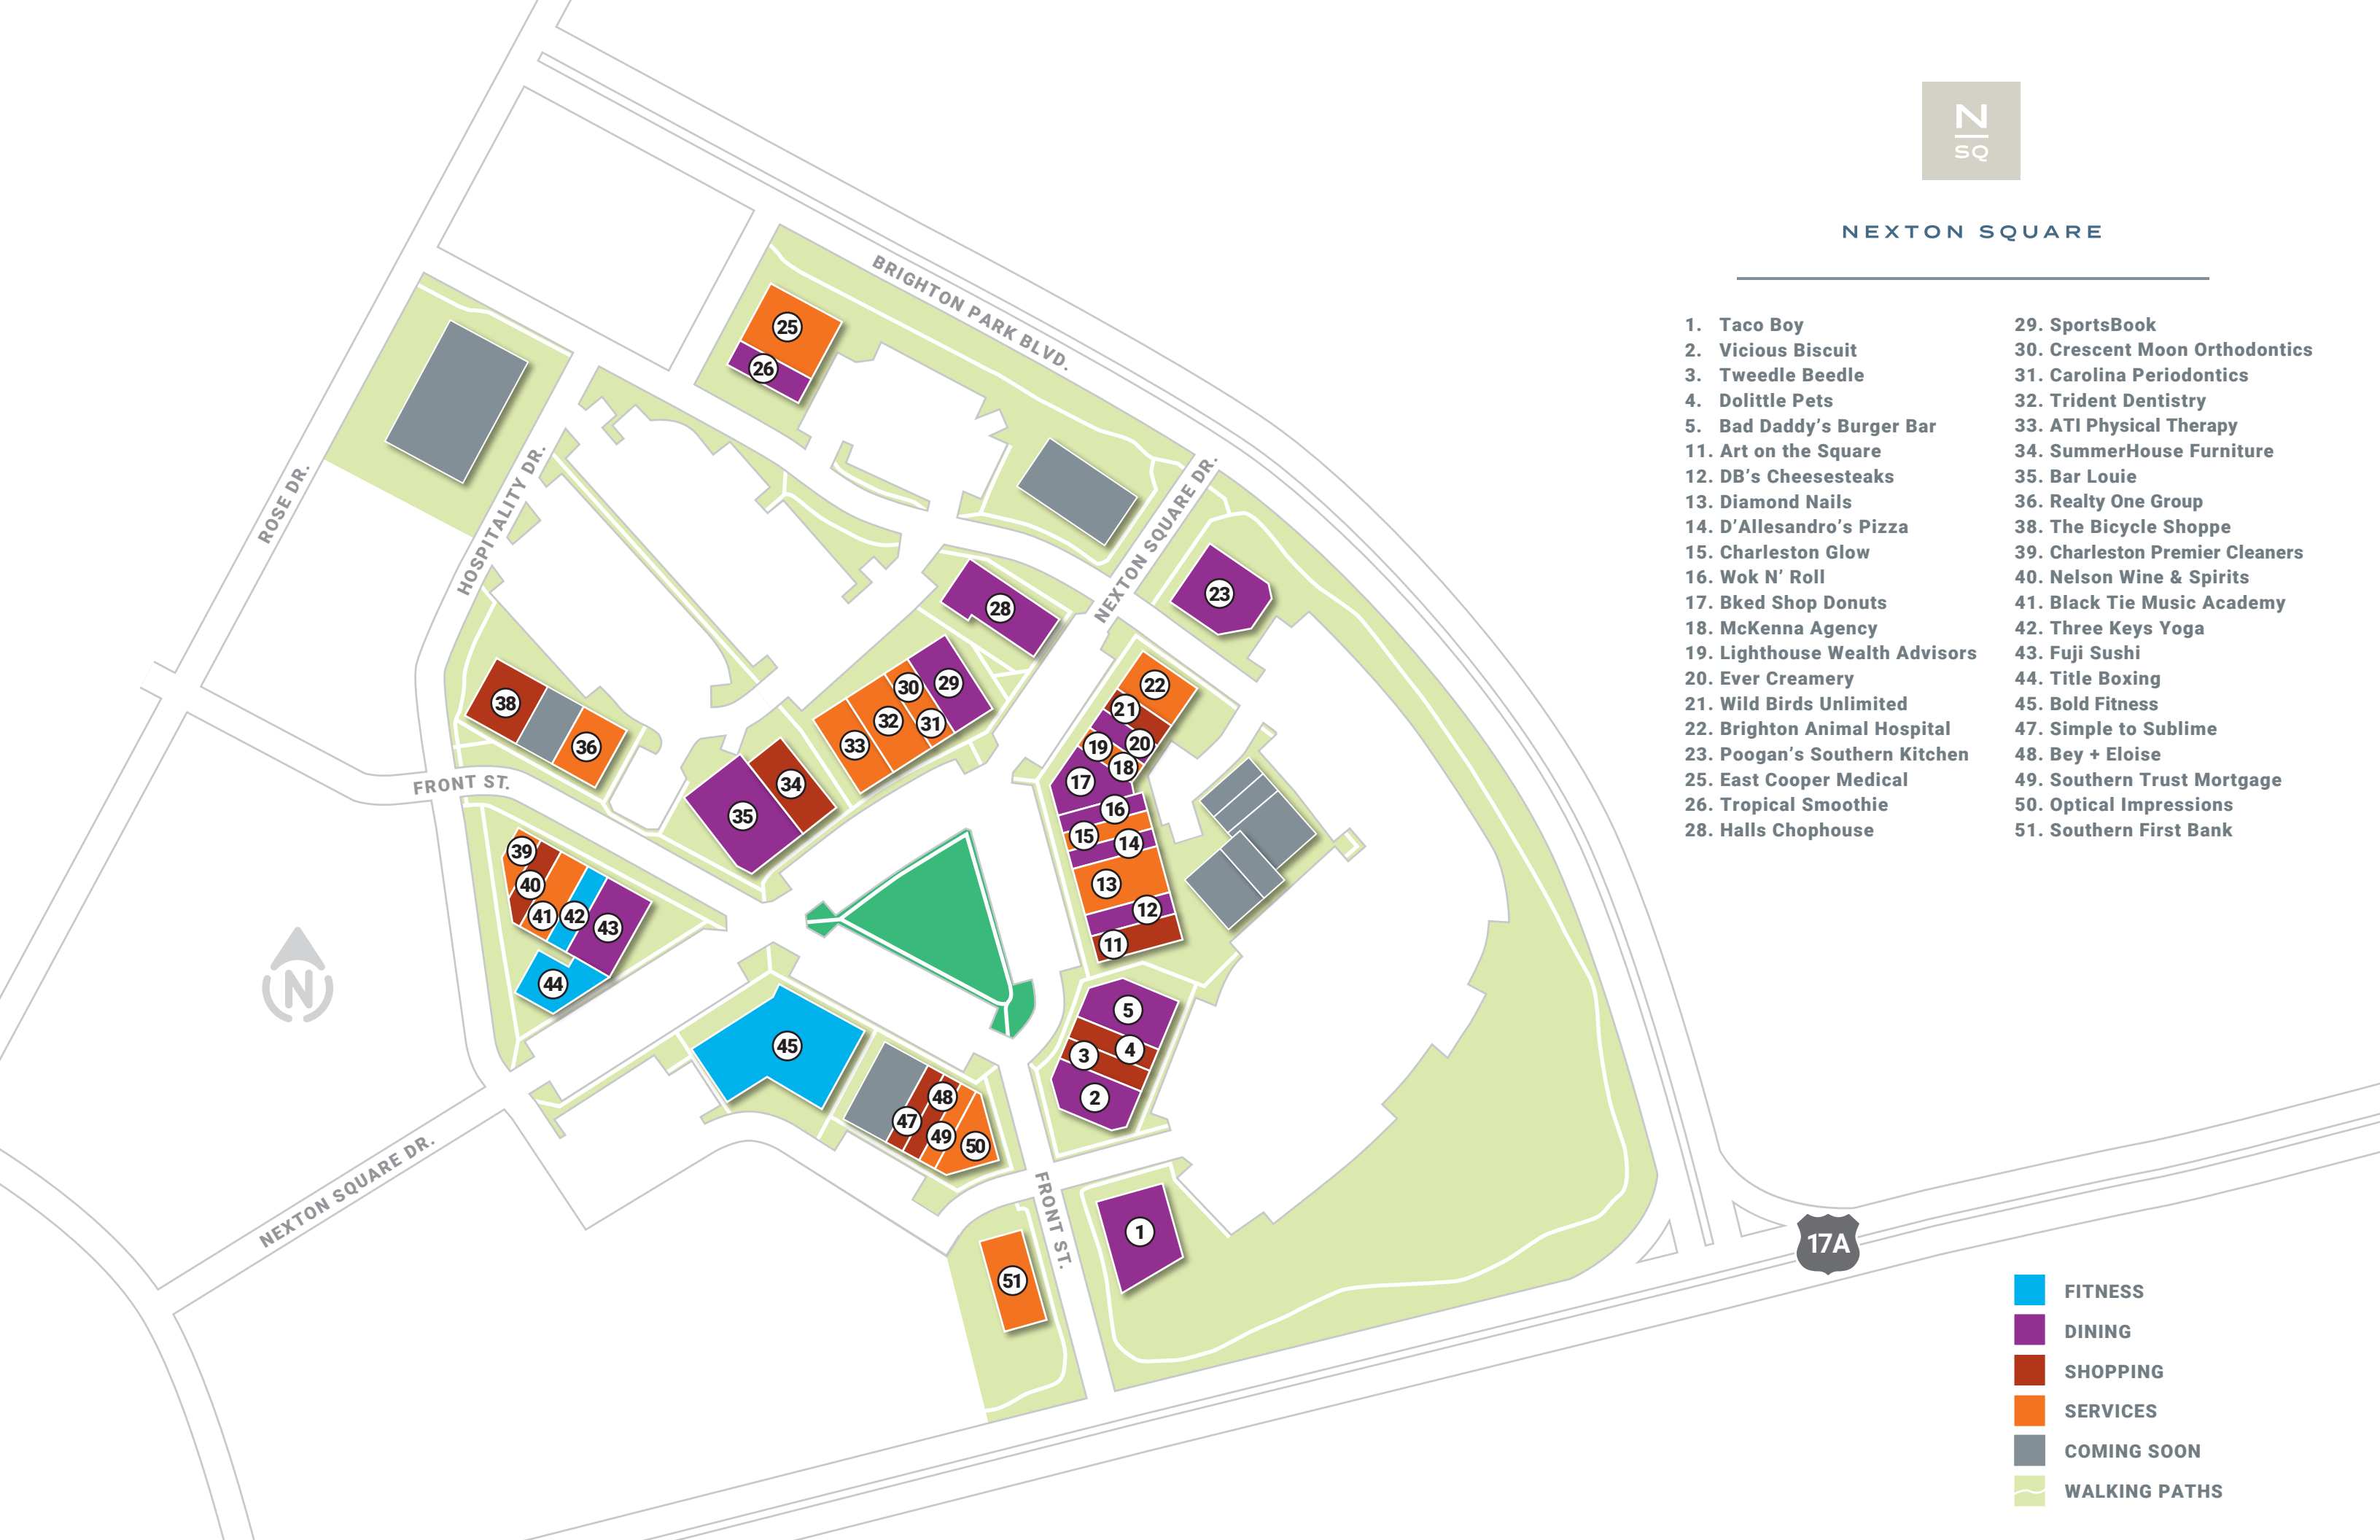 N
SQ
NEXTON SQUARE
1. Taco Boy
2. Vicious Biscuit
3. Tweedle Beedle
4. Dolittle Pets
5. Bad Daddy's Burger Bar
11. Art on the Square
12. DB's Cheesesteaks
13. Diamond Nails
14. D'Allesandro's Pizza
15. Charleston Glow
16. Wok N' Roll
17. Bked Shop Donuts
18. McKenna Agency
19. Lighthouse Wealth Advisors
20. Ever Creamery
21. Wild Birds Unlimited
22. Brighton Animal Hospital
23. Poogan's Southern Kitchen
25. East Cooper Medical
26. Tropical Smoothie
28. Halls Chophouse
29. SportsBook
30. Crescent Moon Orthodontics
31. Carolina Periodontics
32. Trident Dentistry
33. ATI Physical Therapy
34. SummerHouse Furniture
35. Bar Louie
36. Realty One Group
38. The Bicycle Shoppe
39. Charleston Premier Cleaners
40. Nelson Wine & Spirits
41. Black Tie Music Academy
42. Three Keys Yoga
43. Fuji Sushi
44. Title Boxing
45. Bold Fitness
47. Simple to Sublime
48. Bey + Eloise
49. Southern Trust Mortgage
50. Optical Impressions
51. Southern First Bank
BRIGHTON PARK BLVD.
ROSE DR.
HOSPITALITY DR.
NEXTON SQUARE DR.
FRONT ST.
NEXTON SQUARE DR.
FRONT ST.
25
26
23
28
22
29
30
31
32
33
21
20
19
18
17
16
15
14
13
12
11
38
36
34
35
39
40
41
42
43
44
45
5
4
3
2
48
47
49
50
1
51
N
17A
FITNESS
DINING
SHOPPING
SERVICES
COMING SOON
WALKING PATHS